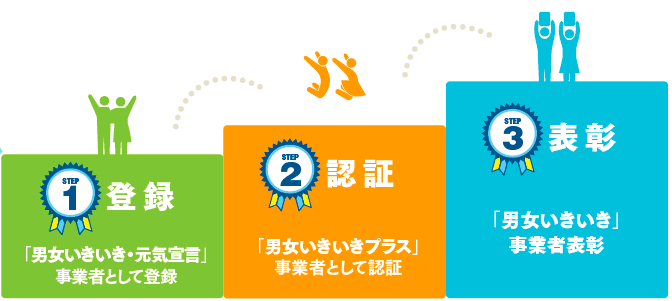 STEP
1
登録
「男女いきいき・元気宣言」
事業者として登録
STEP
2
認証
「男女いきいきプラス」
事業者として認証
STEP
3
表彰
「男女いきいき」
事業者表彰